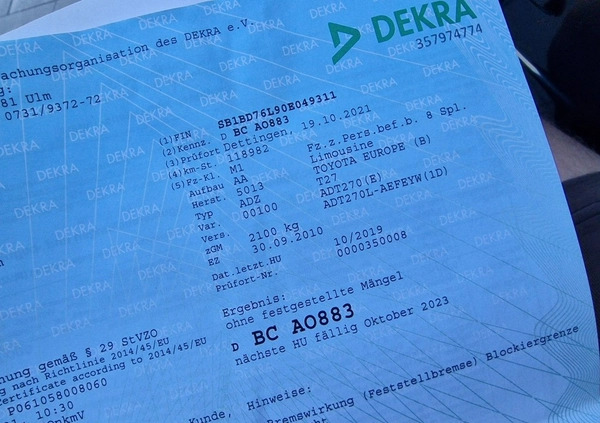 DEKRA
357974774
achungsorganisation des DEKRA e.V.
g:
81 Ulm
0731/9372-72
(1) FIN SB1BD76L90E049311
(2) Kennz. D BC AO883
(3) Prüfort Dettingen, 19.10.2021
(4) km-St. 118982
(5) Fz-Kl. M1 Fz.z.Pers.bef.b. 8 Spl.
Aufbau AA Limousine
Herst. 5013 TOYOTA EUROPE (B)
Typ ADZ T27
Var. 00100 ADT270(E)
Vers. ADT270L-AEFEYW(1D)
zGM 2100 kg
EZ 30.09.2010
Dat.letzt.HU 10/2019
Prüfort-Nr. 0000350008
Ergebnis:
ohne festgestellte Mängel
D BC AO883
nächste HU fällig Oktober 2023
nung gemäß § 29 StVZO
ng nach Richtlinie 2014/45/EU
Certificate according to 2014/45/EU
P061058008060
10:30
Kunde, Hinweise:
Bremswirkung (Feststellbremse) Blockiergrenze